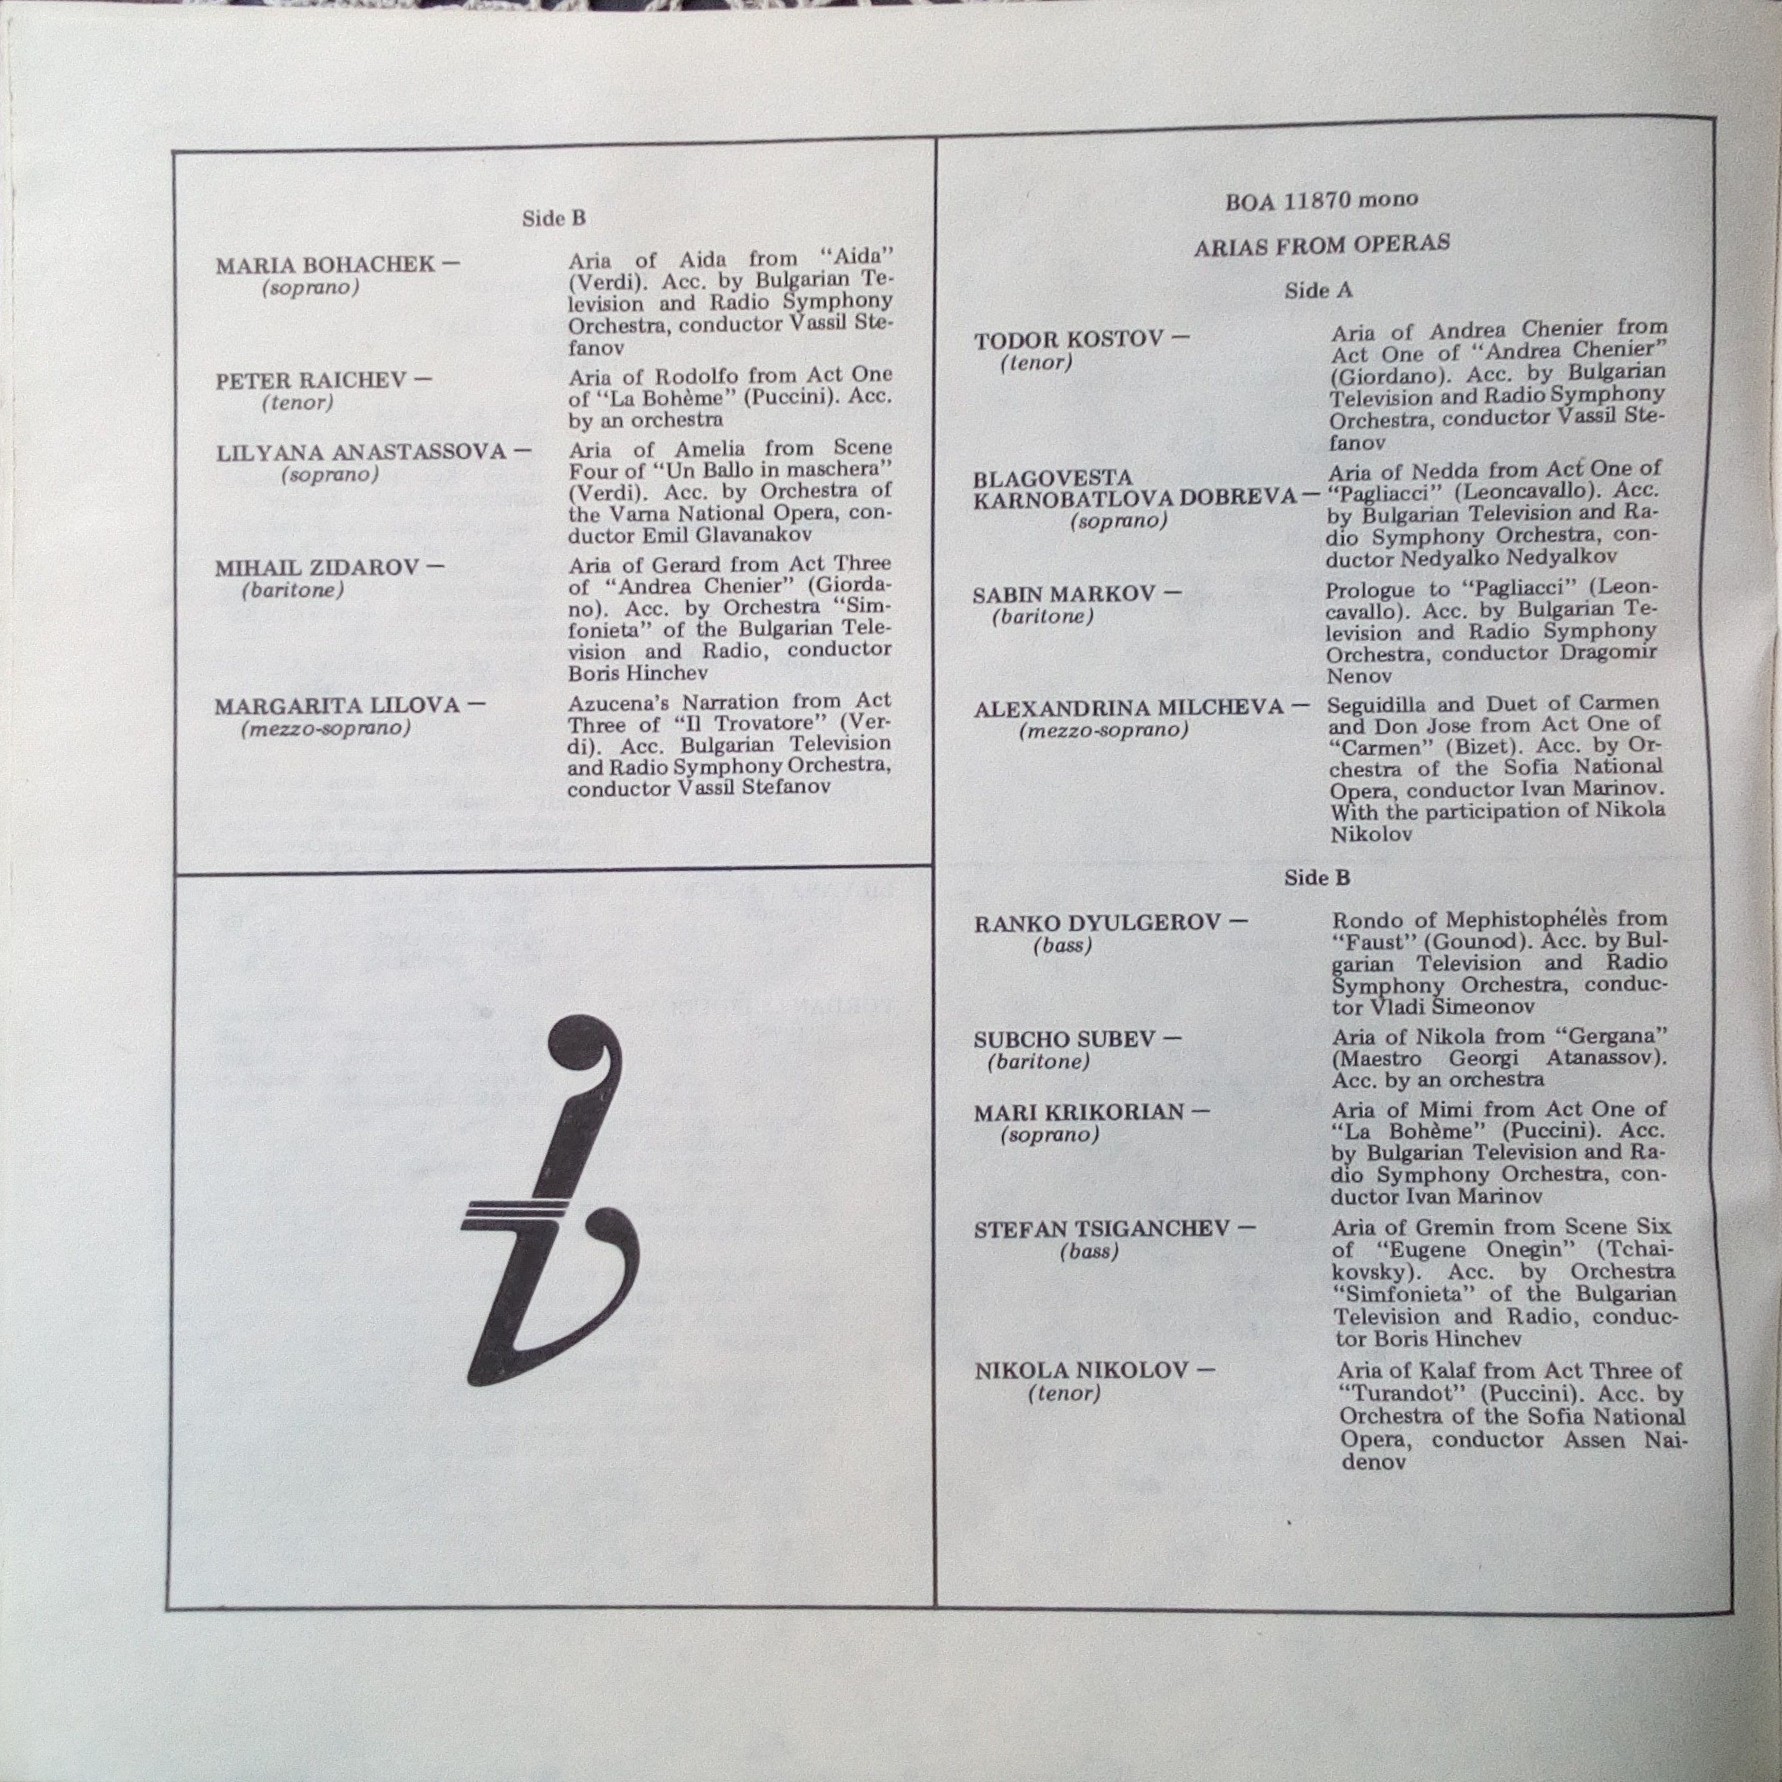 Side B
MARIA BOHACHEK —
(soprano)
Aria of Aida from “Aida”
(Verdi). Acc. by Bulgarian Te-
levision and Radio Symphony
Orchestra, conductor Vassil Ste-
fanov
PETER RAICHEV —
(tenor)
Aria of Rodolfo from Act One
of “La Bohème” (Puccini). Acc.
by an orchestra
LILYANA ANASTASSOVA —
(soprano)
Aria of Amelia from Scene
Four of “Un Ballo in maschera”
(Verdi). Acc. by Orchestra of
the Varna National Opera, con-
ductor Emil Glavanakov
MIHAIL ZIDAROV —
(baritone)
Aria of Gerard from Act Three
of “Andrea Chenier” (Giorda-
no). Acc. by Orchestra “Sim-
fonieta” of the Bulgarian Tele-
vision and Radio, conductor
Boris Hinchev
MARGARITA LILOVA —
(mezzo-soprano)
Azucena’s Narration from Act
Three of “Il Trovatore” (Ver-
di). Acc. Bulgarian Television
and Radio Symphony Orchestra,
conductor Vassil Stefanov
BOA 11870 mono
ARIAS FROM OPERAS
Side A
TODOR KOSTOV —
(tenor)
Aria of Andrea Chenier from
Act One of “Andrea Chenier”
(Giordano). Acc. by Bulgarian
Television and Radio Symphony
Orchestra, conductor Vassil Ste-
fanov
BLAGOVESTA
KARNOBATLOVA DOBREVA —
(soprano)
Aria of Nedda from Act One of
“Pagliacci” (Leoncavallo). Acc.
by Bulgarian Television and Ra-
dio Symphony Orchestra, con-
ductor Nedyalko Nedyalkov
SABIN MARKOV —
(baritone)
Prologue to “Pagliacci” (Leon-
cavallo). Acc. by Bulgarian Te-
levision and Radio Symphony
Orchestra, conductor Dragomir
Nenov
ALEXANDRINA MILCHEVA —
(mezzo-soprano)
Seguidilla and Duet of Carmen
and Don Jose from Act One of
“Carmen” (Bizet). Acc. by Or-
chestra of the Sofia National
Opera, conductor Ivan Marinov.
With the participation of Nikola
Nikolov
Side B
RANKO DYULGEROV —
(bass)
Rondo of Mephistophélès from
“Faust” (Gounod). Acc. by Bul-
garian Television and Radio
Symphony Orchestra, conduc-
tor Vladi Simeonov
SUBCHO SUBEV —
(baritone)
Aria of Nikola from “Gergana”
(Maestro Georgi Atanassov).
Acc. by an orchestra
MARI KRIKORIAN —
(soprano)
Aria of Mimi from Act One of
“La Bohème” (Puccini). Acc.
by Bulgarian Television and Ra-
dio Symphony Orchestra, con-
ductor Ivan Marinov
STEFAN TSIGANCHEV —
(bass)
Aria of Gremin from Scene Six
of “Eugene Onegin” (Tchai-
kovsky). Acc. by Orchestra
“Simfonieta” of the Bulgarian
Television and Radio, conduc-
tor Boris Hinchev
NIKOLA NIKOLOV —
(tenor)
Aria of Kalaf from Act Three of
“Turandot” (Puccini). Acc. by
Orchestra of the Sofia National
Opera, conductor Assen Nai-
denov